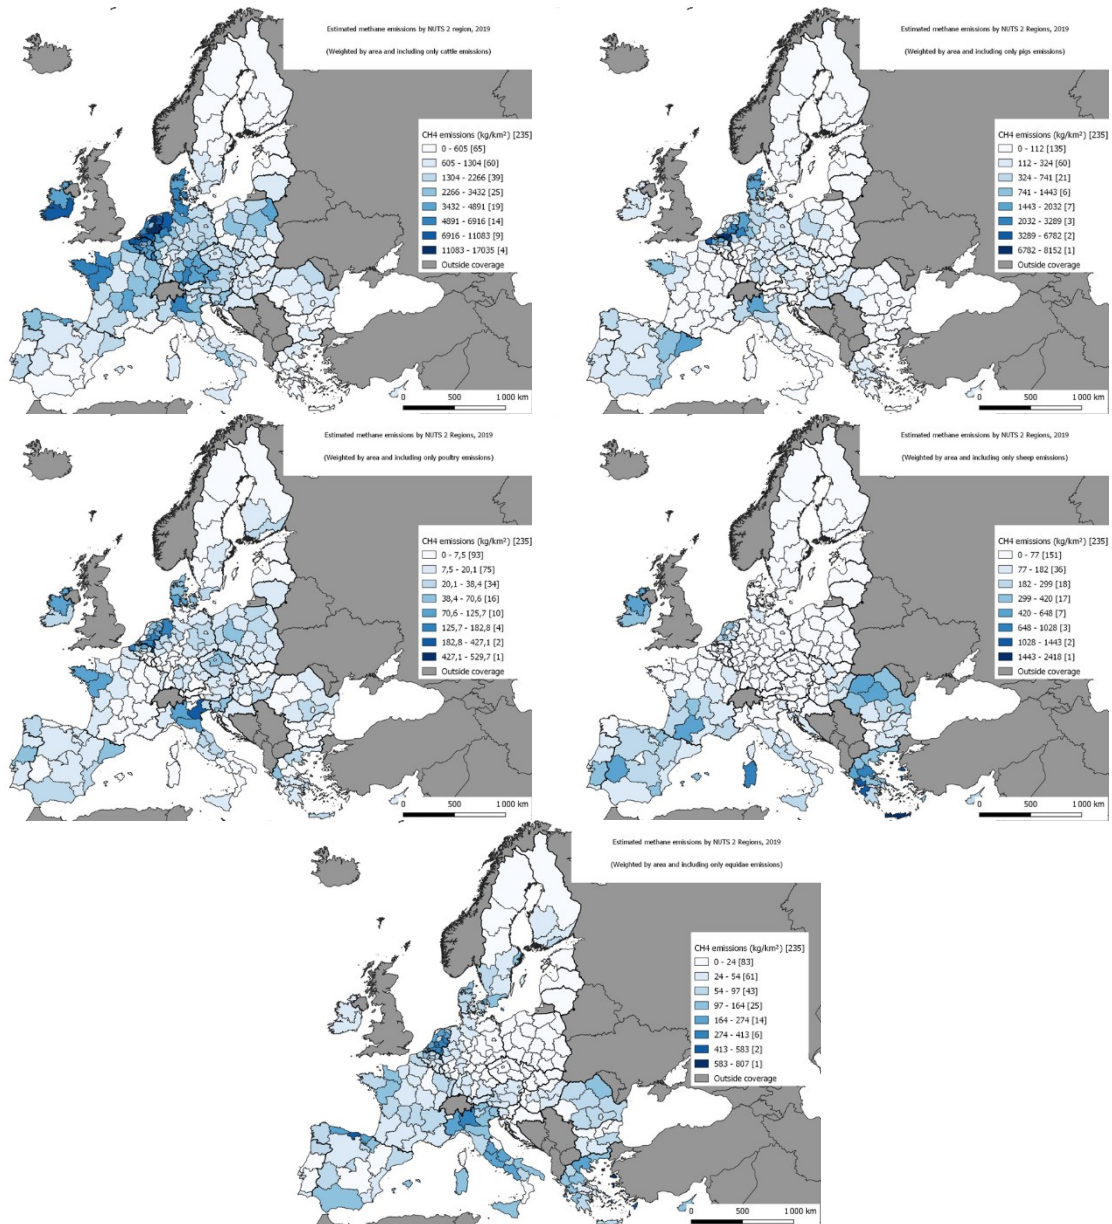 Estimated methane emissions by NUTS 2 region, 2019
(Weighted by area and including only cattle emissions)
CH4 emissions (kg/km²) [235]
0 - 605 [65]
605 - 1304 [60]
1304 - 2266 [39]
2266 - 3432 [25]
3432 - 4891 [19]
4891 - 6916 [14]
6916 - 11083 [9]
11083 - 17035 [4]
Outside coverage
0 500 1 000 km
Estimated methane emissions by NUTS 2 Regions, 2019
(Weighted by area and including only pigs emissions)
CH4 emissions (kg/km²) [235]
0 - 112 [135]
112 - 324 [60]
324 - 741 [21]
741 - 1443 [6]
1443 - 2032 [7]
2032 - 3289 [3]
3289 - 6782 [2]
6782 - 8152 [1]
Outside coverage
0 500 1 000 km
Estimated methane emissions by NUTS 2 Regions, 2019
(Weighted by area and including only poultry emissions)
CH4 emissions (kg/km²) [235]
0 - 7,5 [93]
7,5 - 20,1 [75]
20,1 - 38,4 [34]
38,4 - 70,6 [16]
70,6 - 125,7 [10]
125,7 - 182,8 [4]
182,8 - 427,1 [2]
427,1 - 529,7 [1]
Outside coverage
0 500 1 000 km
Estimated methane emissions by NUTS 2 Regions, 2019
(Weighted by area and including only sheep emissions)
CH4 emissions (kg/km²) [235]
0 - 77 [151]
77 - 182 [36]
182 - 299 [18]
299 - 420 [17]
420 - 648 [7]
648 - 1028 [3]
1028 - 1443 [2]
1443 - 2418 [1]
Outside coverage
0 500 1 000 km
Estimated methane emissions by NUTS 2 Regions, 2019
(Weighted by area and including only equidae emissions)
CH4 emissions (kg/km²) [235]
0 - 24 [83]
24 - 54 [61]
54 - 97 [43]
97 - 164 [25]
164 - 274 [14]
274 - 413 [6]
413 - 583 [2]
583 - 807 [1]
Outside coverage
0 500 1 000 km